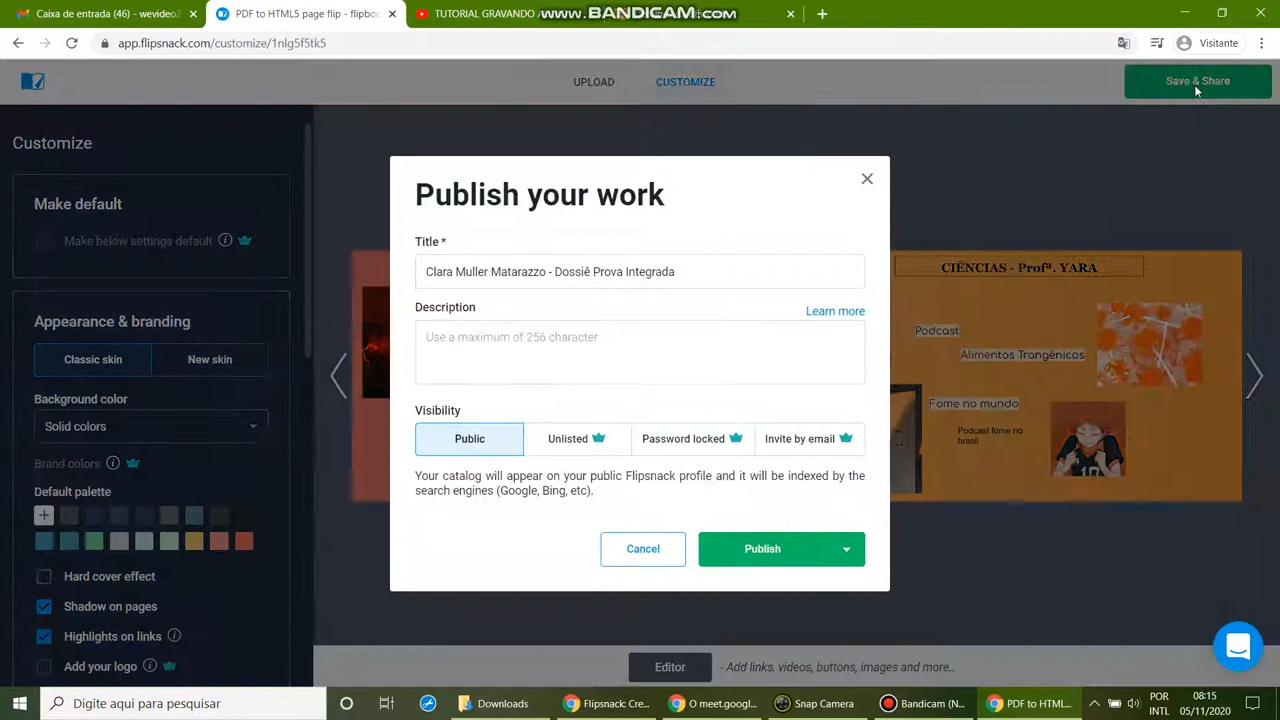 Caixa de entrada (46) - wevideoz
PDF to HTML5 page flip - flipboo
TUTORIAL GRAVANDO
www.BANDICAM.com
app.flipsnack.com/customize/1nlg5f5tk5
Visitante
UPLOAD
CUSTOMIZE
Save & Share
Customize
Make default
Make below settings default
Appearance & branding
Classic skin
New skin
Background color
Solid colors
Brand colors
Default palette
Hard cover effect
Shadow on pages
Highlights on links
Add your logo
Publish your work
Title *
Clara Muller Matarazzo - Dossiê Prova Integrada
Description
Learn more
Use a maximum of 256 character
Visibility
Public
Unlisted
Password locked
Invite by email
Your catalog will appear on your public Flipsnack profile and it will be indexed by the
search engines (Google, Bing, etc).
Cancel
Publish
CIÊNCIAS - Profª. YARA
Podcast
Alimentos Trangênicos
Fome no mundo
Podcast fome no
brasil
Editor
- Add links, videos, buttons, images and more...
Digite aqui para pesquisar
Downloads
Flipsnack: Cre...
O meet.googl...
Snap Camera
Bandicam (N...
PDF to HTML...
POR
INTL
08:15
05/11/2020